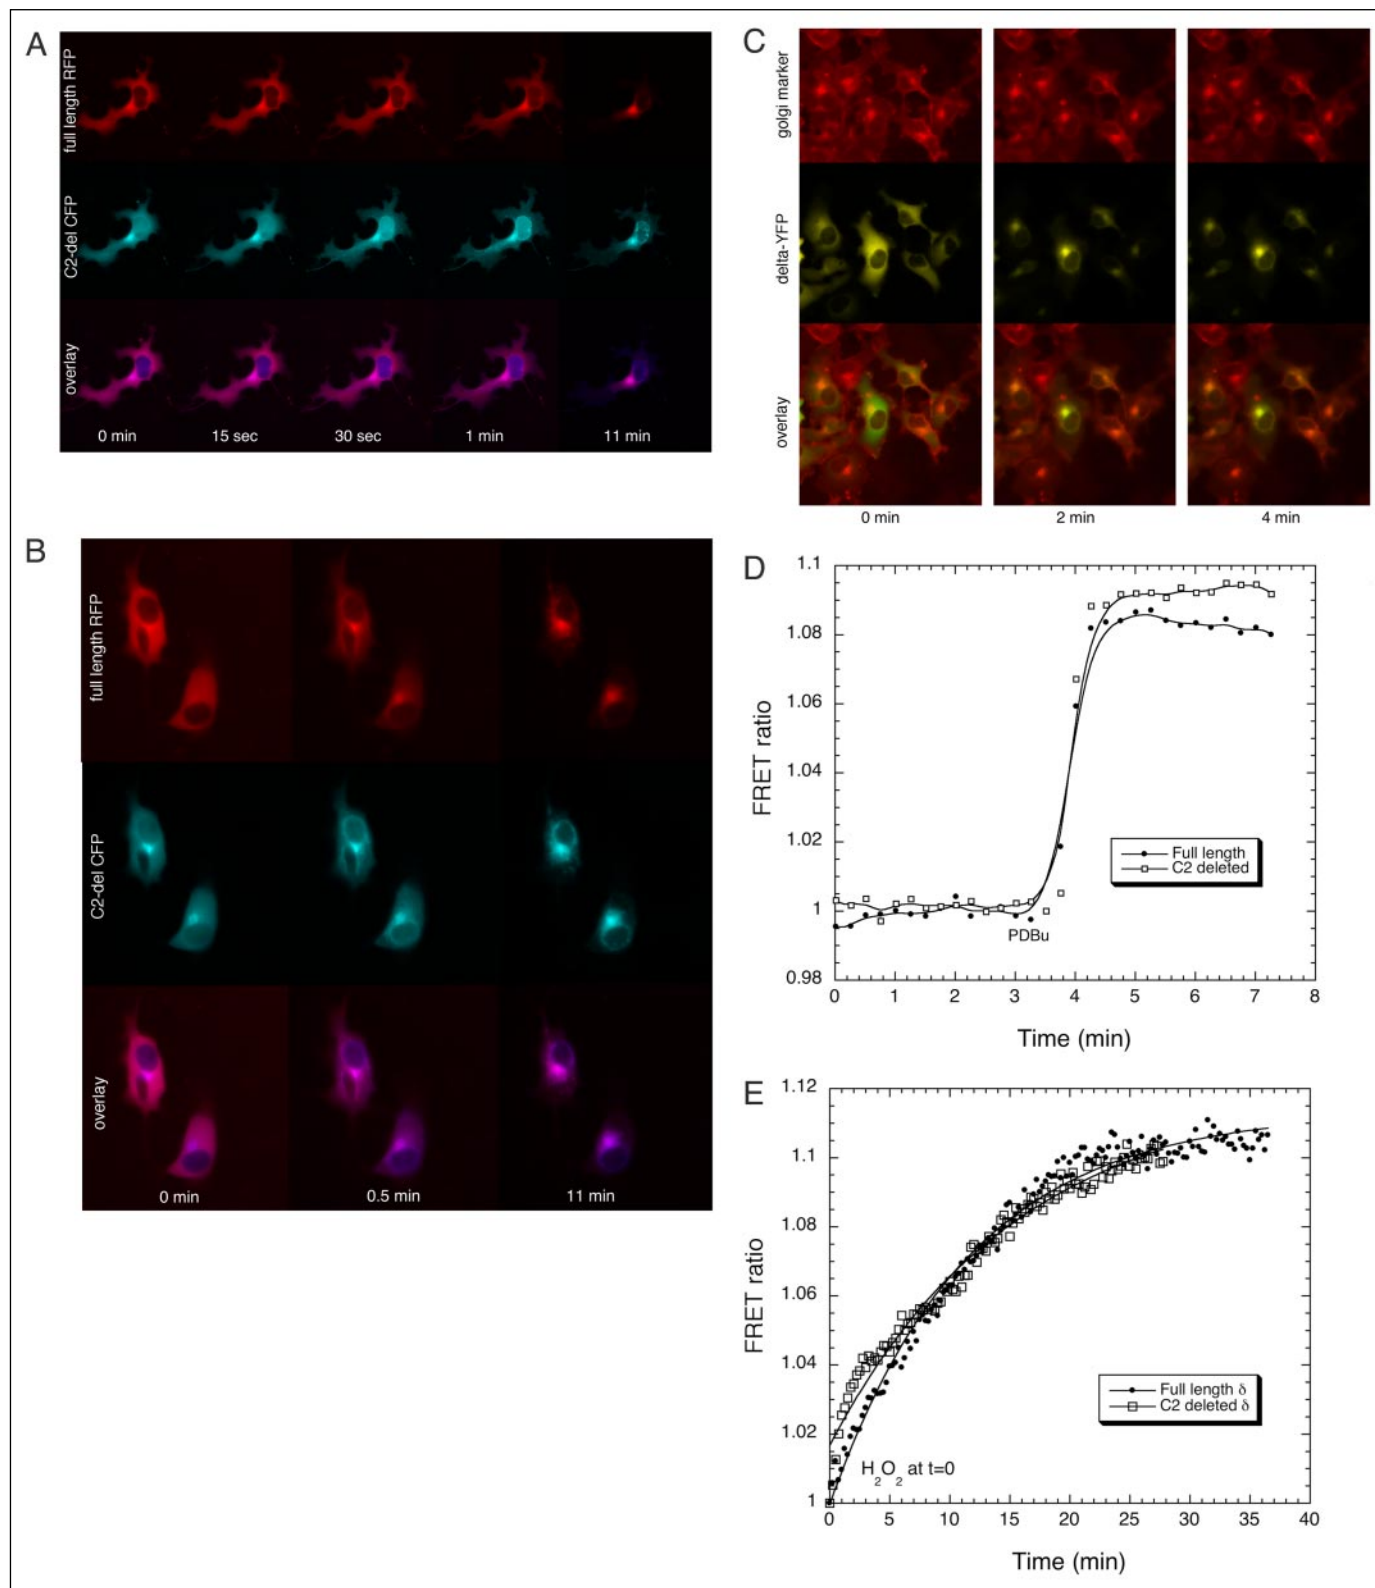 A
full length RFP
C2-del CFP
overlay
0 min
15 sec
30 sec
1 min
11 min
B
full length RFP
C2-del CFP
overlay
0 min
0.5 min
11 min
C
golgi marker
delta-YFP
overlay
0 min
2 min
4 min
D
1.1
1.08
1.06
1.04
1.02
1
0.98
FRET ratio
Full length
C2 deleted
PDBu
0 1 2 3 4 5 6 7 8
Time (min)
E
1.12
1.1
1.08
1.06
1.04
1.02
1
FRET ratio
Full length δ
C2 deleted δ
H₂O₂ at t=0
0 5 10 15 20 25 30 35 40
Time (min)